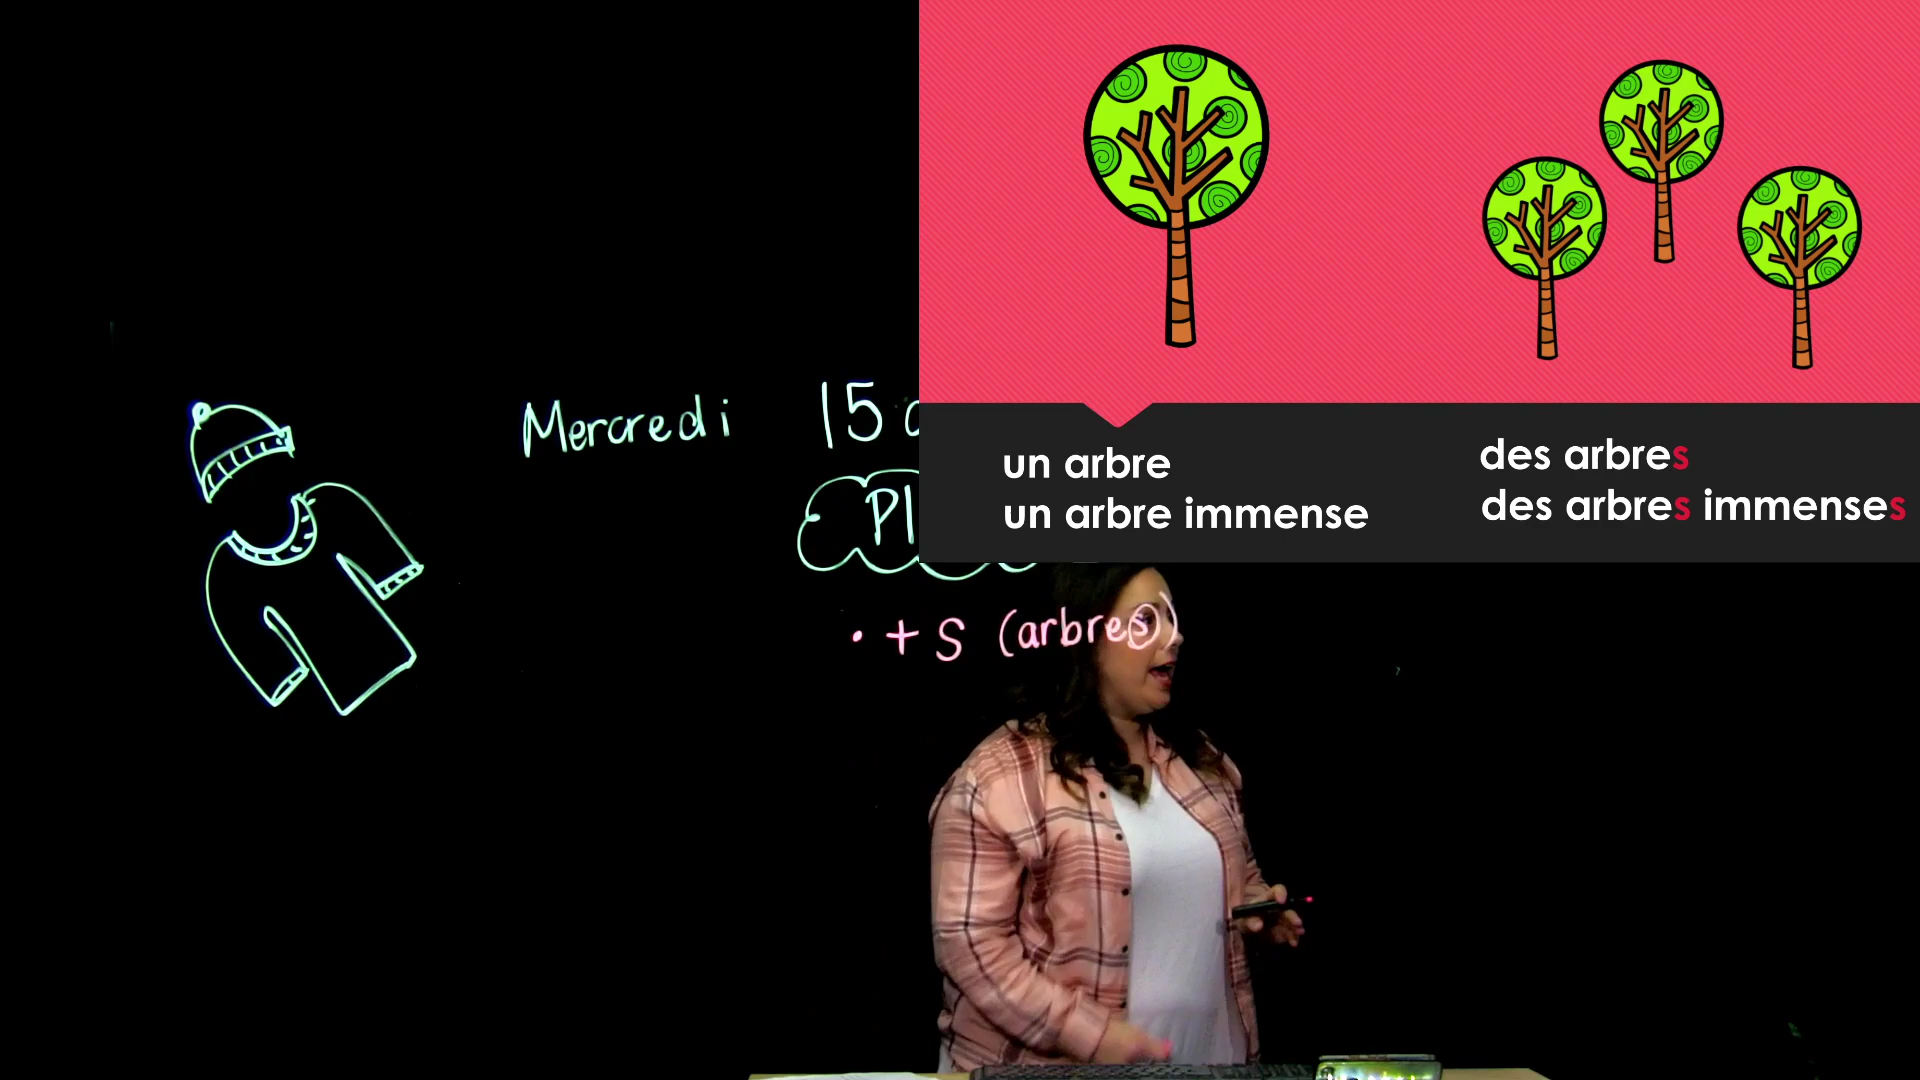 un arbre
un arbre immense
des arbres
des arbres immenses
Mercredi 15
Pl
• + S (arbres)